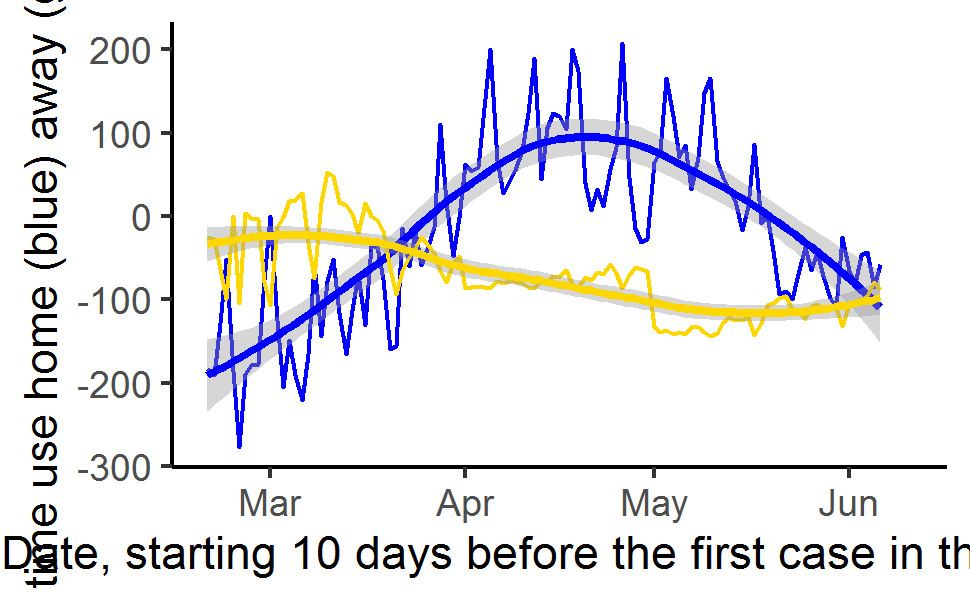 time use home (blue) away (
200
100
0
-100
-200
-300
Mar Apr May Jun
Date, starting 10 days before the first case in th